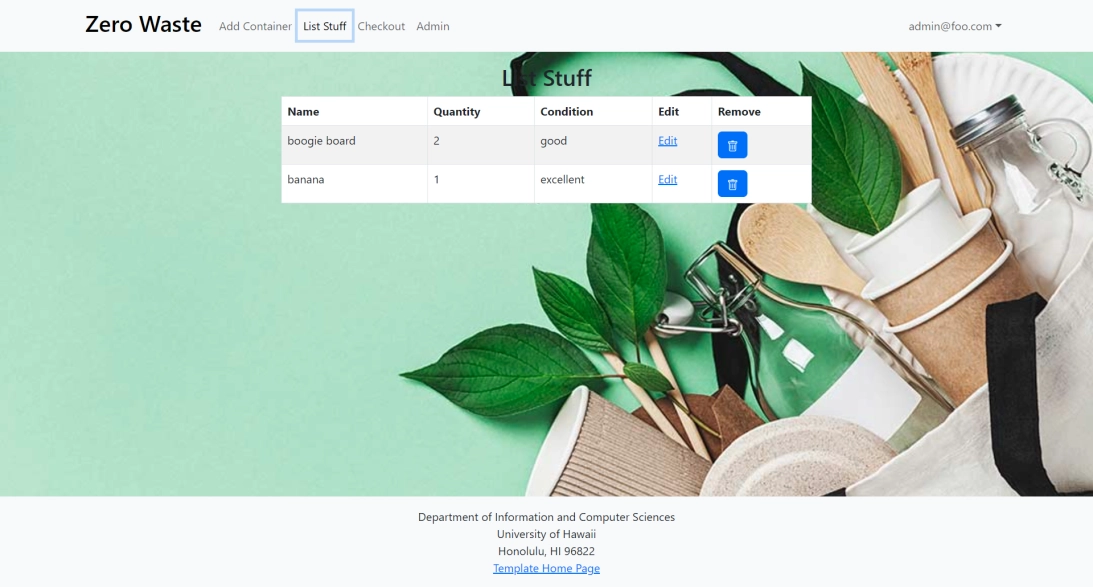 Zero Waste Add Container List Stuff Checkout Admin admin@foo.com
List Stuff
Name Quantity Condition Edit Remove
boogie board 2 good Edit
banana 1 excellent Edit
Department of Information and Computer Sciences
University of Hawaii
Honolulu, HI 96822
Template Home Page